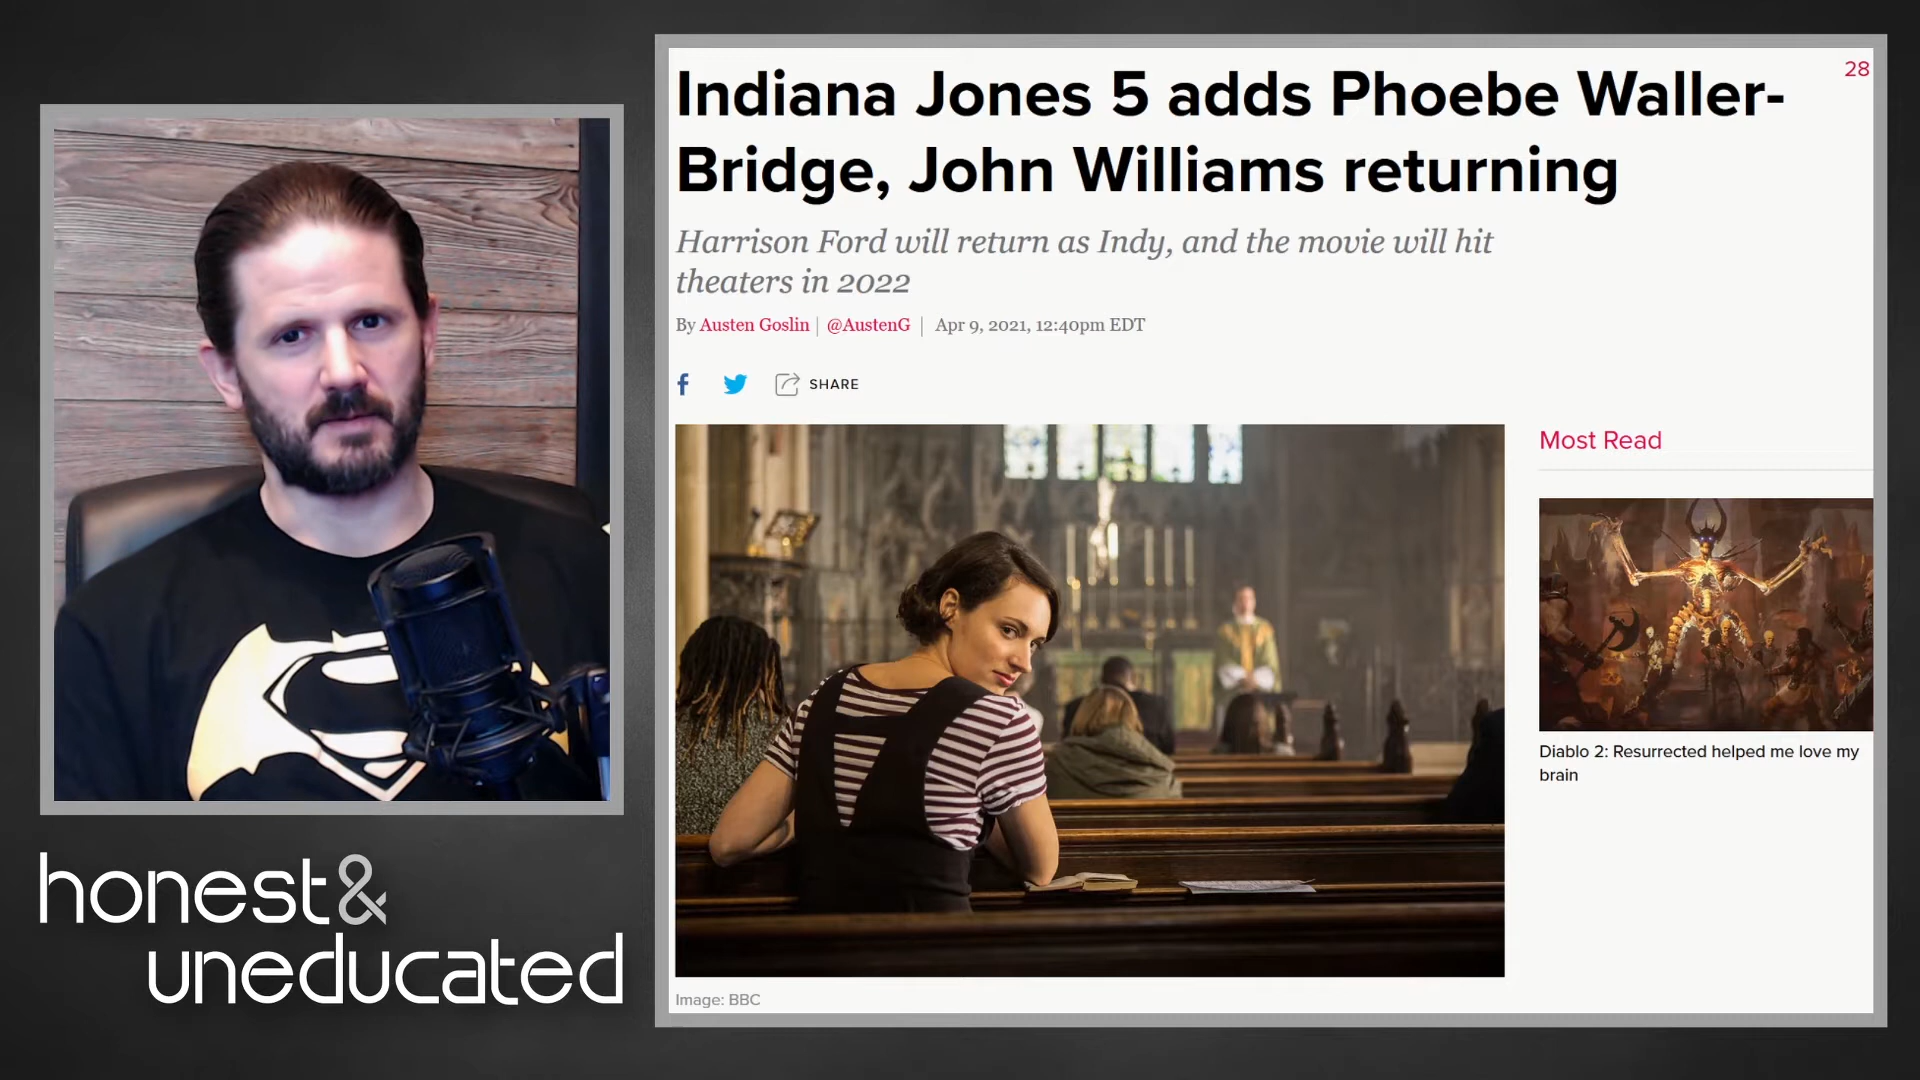 Indiana Jones 5 adds Phoebe Waller-
Bridge, John Williams returning
28
Harrison Ford will return as Indy, and the movie will hit
theaters in 2022
By Austen Goslin | @AustenG | Apr 9, 2021, 12:40pm EDT
SHARE
Most Read
Diablo 2: Resurrected helped me love my
brain
Image: BBC
honest&
uneducated